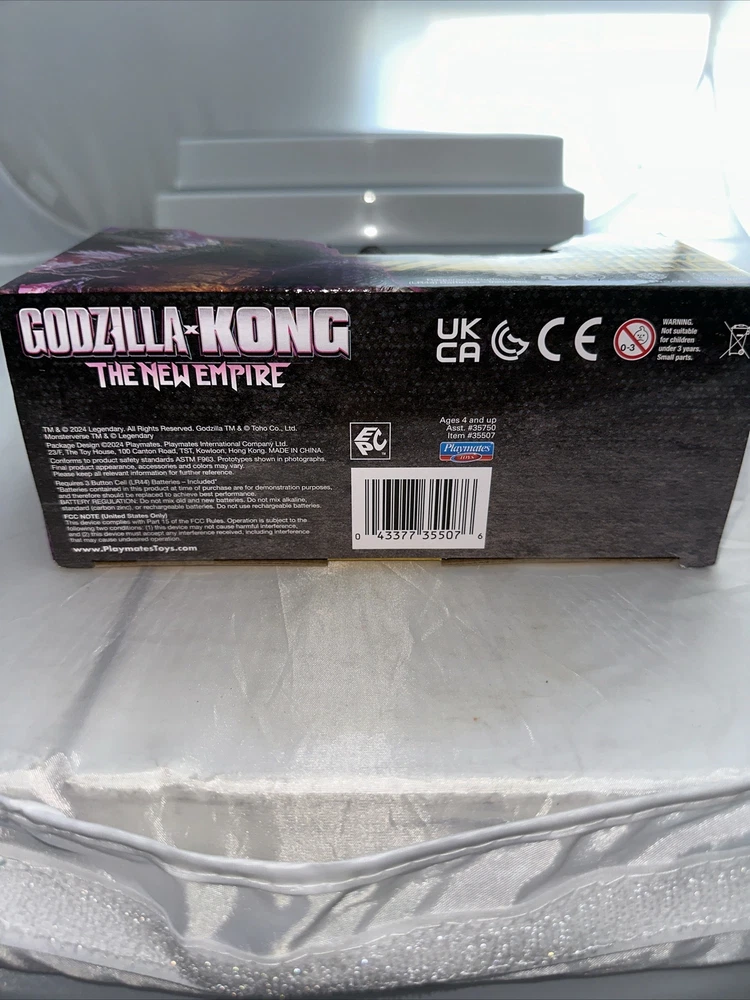 GODZILLA x KONG
THE NEW EMPIRE
UK
CA
CE
0-3
WARNING.
Not suitable
for children
under 3 years.
Small parts.
TM & © 2024 Legendary. All Rights Reserved. Godzilla TM & © Toho Co., Ltd.
Monsterverse TM & © Legendary
Package Design ©2024 Playmates. Playmates International Company Ltd.
23/F, The Toy House, 100 Canton Road, TST, Kowloon, Hong Kong. MADE IN CHINA.
Conforms to product safety standards ASTM F963. Prototypes shown in photographs.
Final product appearance, accessories and colors may vary.
Please keep all relevant information for further reference.
Requires 3 Button Cell (LR44) Batteries – Included*
*Batteries contained in this product at time of purchase are for demonstration purposes,
and therefore should be replaced to achieve best performance.
BATTERY REGULATION: Do not mix old and new batteries. Do not mix alkaline,
standard (carbon zinc), or rechargeable batteries. Do not use rechargeable batteries.
FCC NOTE (United States Only)
This device complies with Part 15 of the FCC Rules. Operation is subject to the
following two conditions: (1) this device may not cause harmful interference,
and (2) this device must accept any interference received, including interference
that may cause undesired operation.
www.PlaymatesToys.com
EPC
Ages 4 and up
Asst. #35750
Item #35507
Playmates
TOYS
0 43377 35507 6